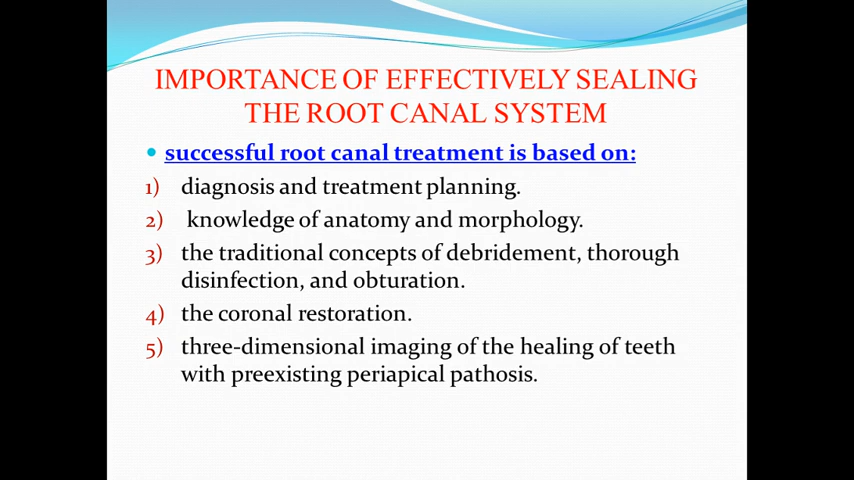 IMPORTANCE OF EFFECTIVELY SEALING
THE ROOT CANAL SYSTEM
• successful root canal treatment is based on:
1) diagnosis and treatment planning.
2) knowledge of anatomy and morphology.
3) the traditional concepts of debridement, thorough
disinfection, and obturation.
4) the coronal restoration.
5) three-dimensional imaging of the healing of teeth
with preexisting periapical pathosis.